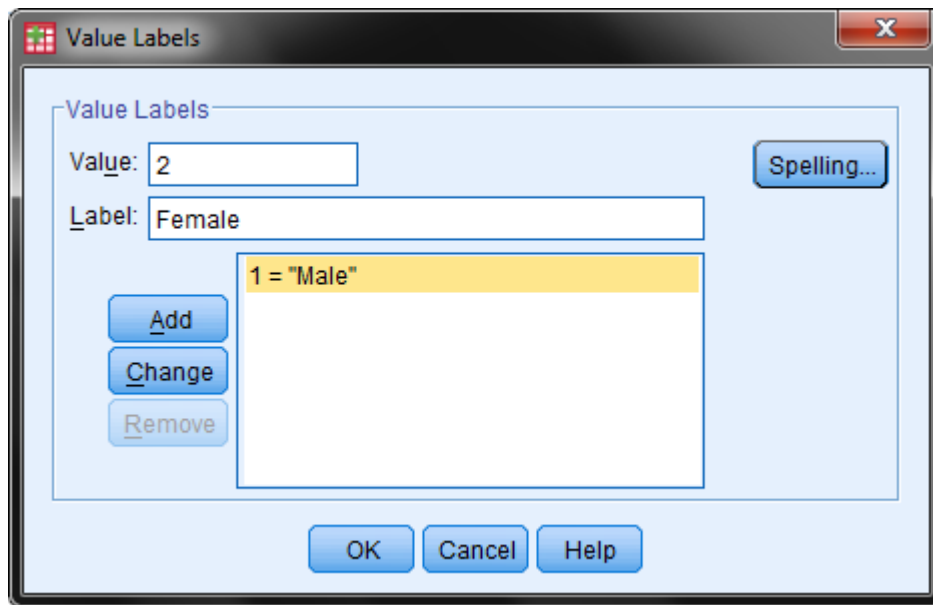 Value Labels
Value Labels
Value: 2
Spelling...
Label: Female
1 = "Male"
Add
Change
Remove
OK Cancel Help